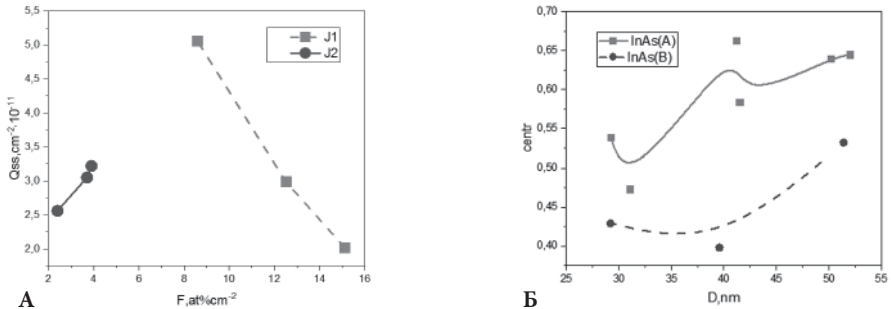 5,5
5,0
4,5
4,0
3,5
3,0
2,5
2,0
Qss,cm⁻²,10⁻¹¹
J1
J2
2 4 6 8 10 12 14 16
F,at%cm⁻²
А
0,70
0,65
0,60
0,55
0,50
0,45
0,40
centr
InAs(A)
InAs(B)
25 30 35 40 45 50 55
D,nm
Б